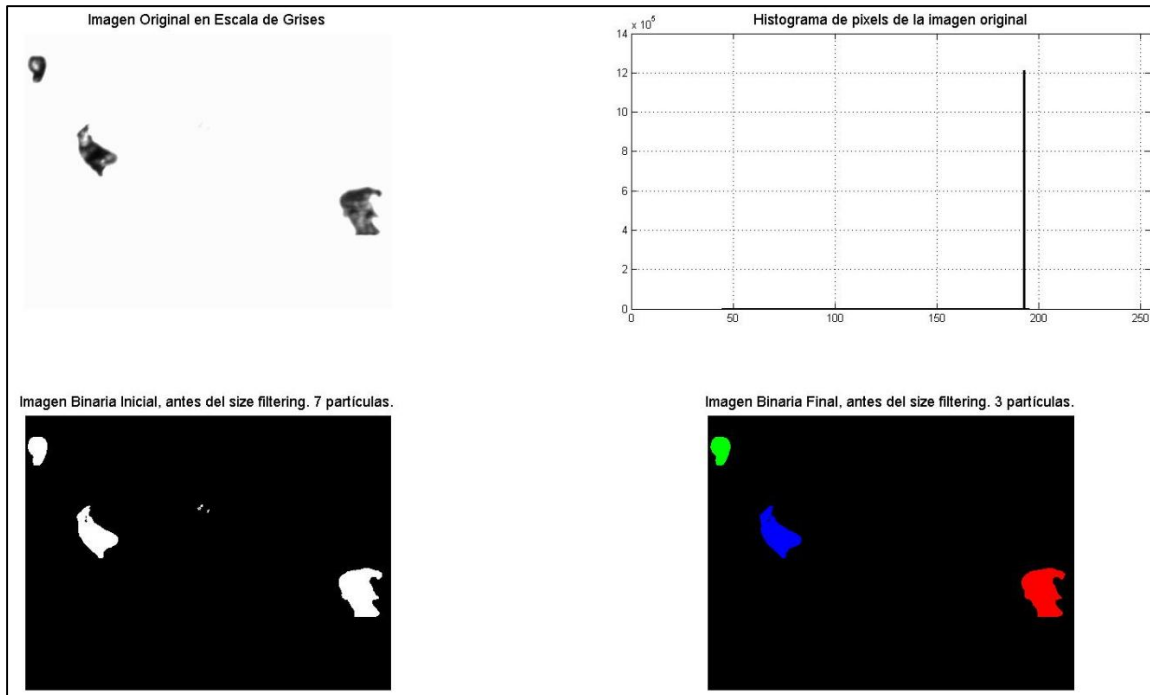 Imagen Original en Escala de Grises
Histograma de pixels de la imagen original
x 10⁵
14
12
10
8
6
4
2
0
0 50 100 150 200 250
Imagen Binaria Inicial, antes del size filtering. 7 partículas.
Imagen Binaria Final, antes del size filtering. 3 partículas.